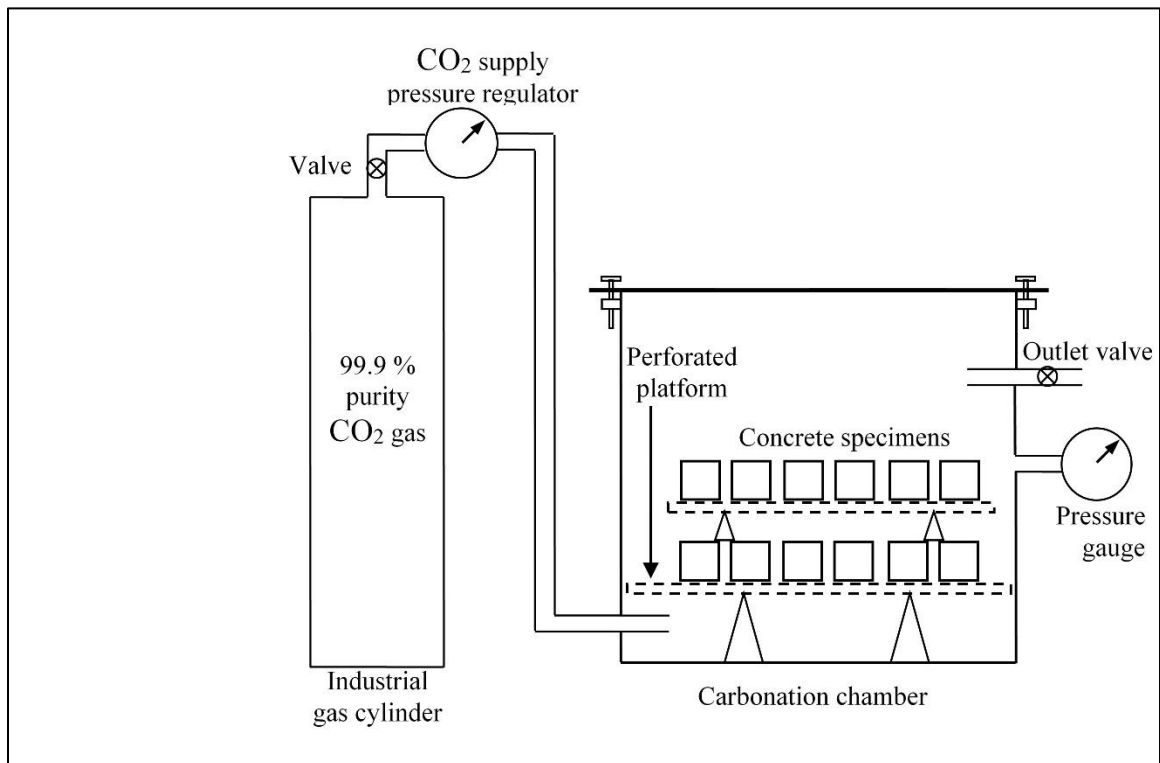 CO₂ supply
pressure regulator
Valve
99.9 %
purity
CO₂ gas
Industrial
gas cylinder
Perforated
platform
Concrete specimens
Outlet valve
Pressure
gauge
Carbonation chamber